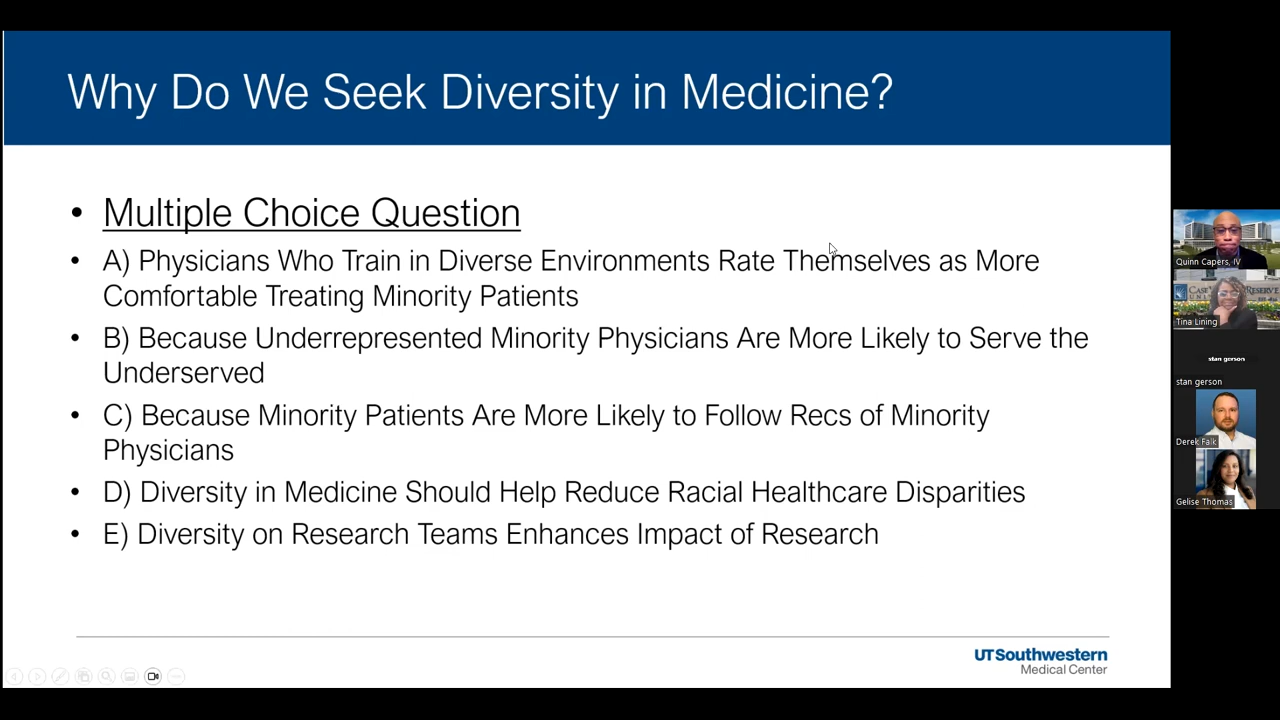 Why Do We Seek Diversity in Medicine?
• Multiple Choice Question
• A) Physicians Who Train in Diverse Environments Rate Themselves as More
Comfortable Treating Minority Patients
• B) Because Underrepresented Minority Physicians Are More Likely to Serve the
Underserved
• C) Because Minority Patients Are More Likely to Follow Recs of Minority
Physicians
• D) Diversity in Medicine Should Help Reduce Racial Healthcare Disparities
• E) Diversity on Research Teams Enhances Impact of Research
UTSouthwestern
Medical Center
Quinn Capers, IV
Tina Lining
stan gerson
stan gerson
Derek Falk
Gelise Thomas